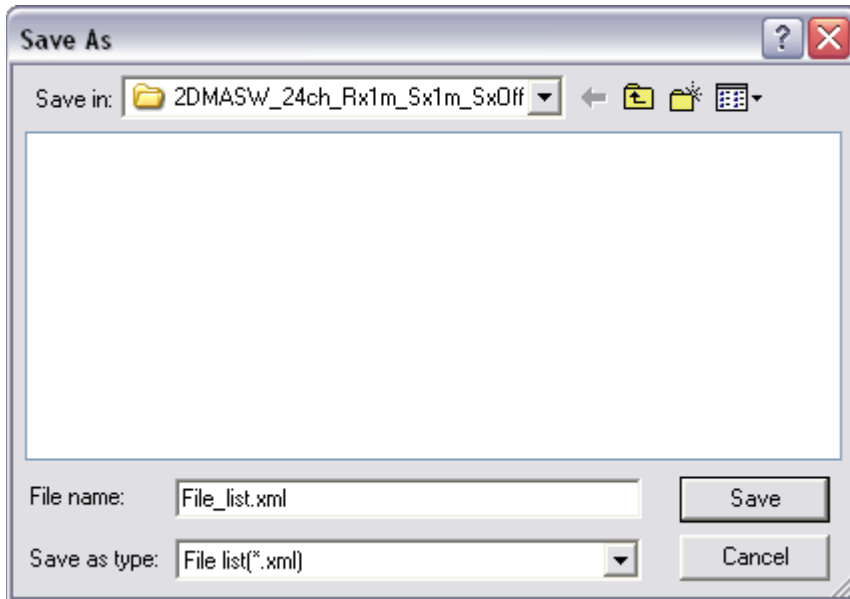 Save As
Save in: 2DMASW_24ch_Rx1m_Sx1m_SxOff
File name: File_list.xml
Save
Save as type: File list(*.xml)
Cancel